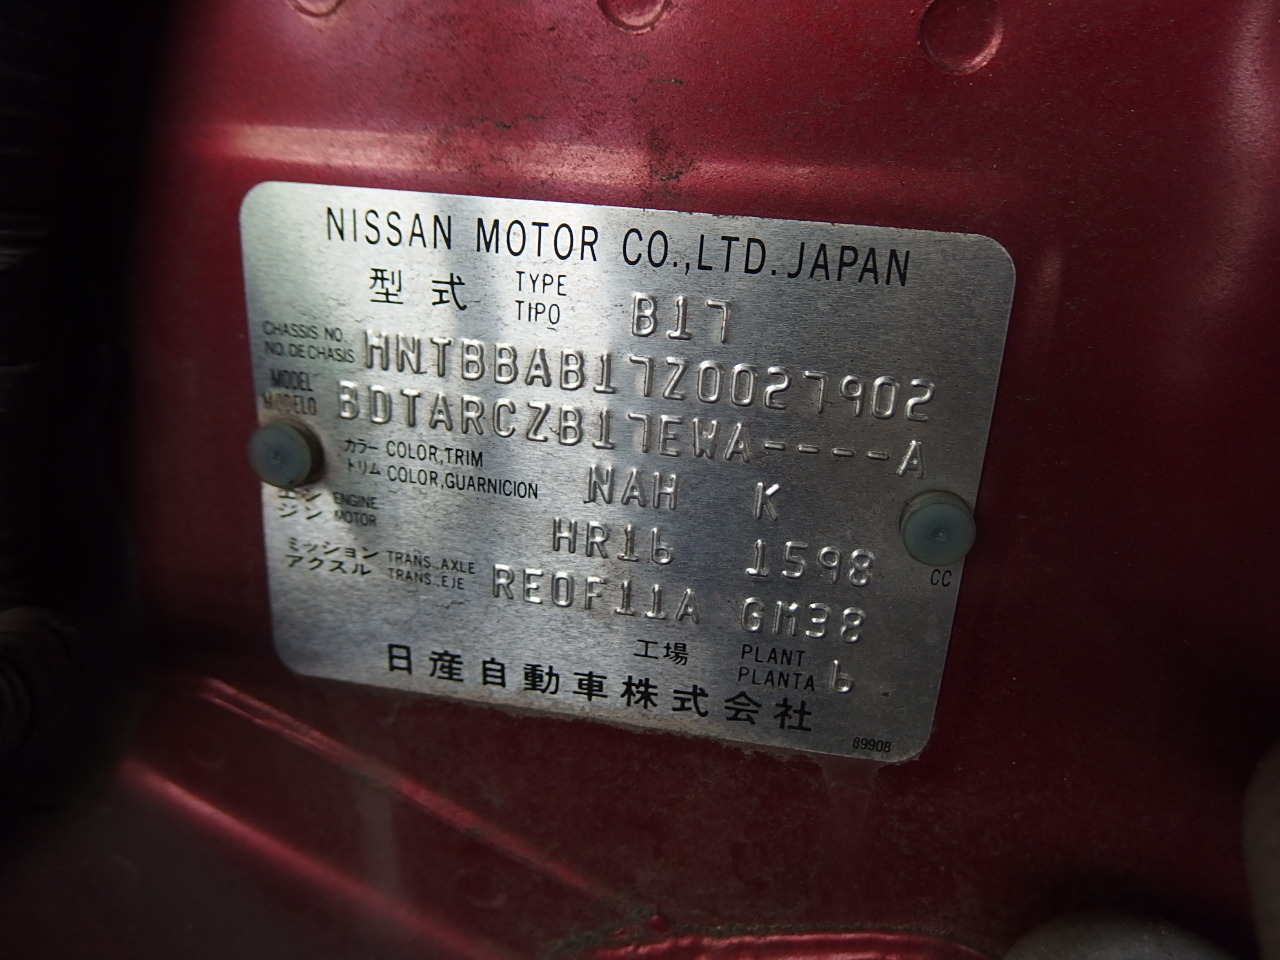 NISSAN MOTOR CO.,LTD. JAPAN
型式 TYPE TIPO B17
CHASSIS NO. NO. DE CHASIS HNTBBAB17Z0027902
MODEL MODELO BDTARCZB17EWA----A
カラー トリム COLOR,TRIM COLOR,GUARNICION NAH K
エンジン ENGINE MOTOR HR16 1598 CC
ミッション アクスル TRANS.,AXLE TRANS.,EJE RE0F11A GM38
工場 PLANT PLANTA 6
日産自動車株式会社
89908